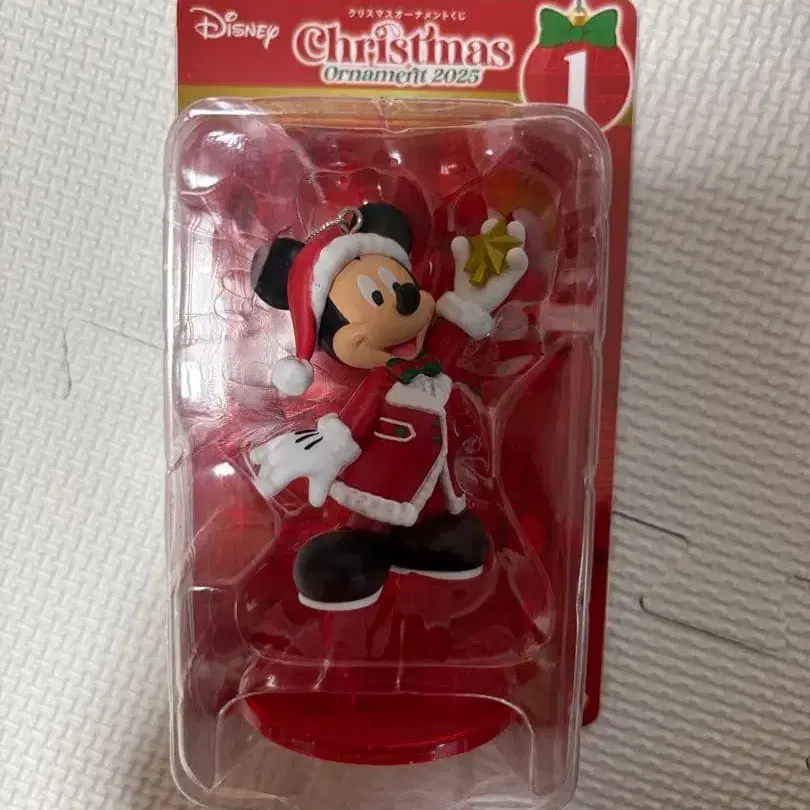 Disney
クリスマスオーナメントくじ
Christmas
Ornament 2025
1